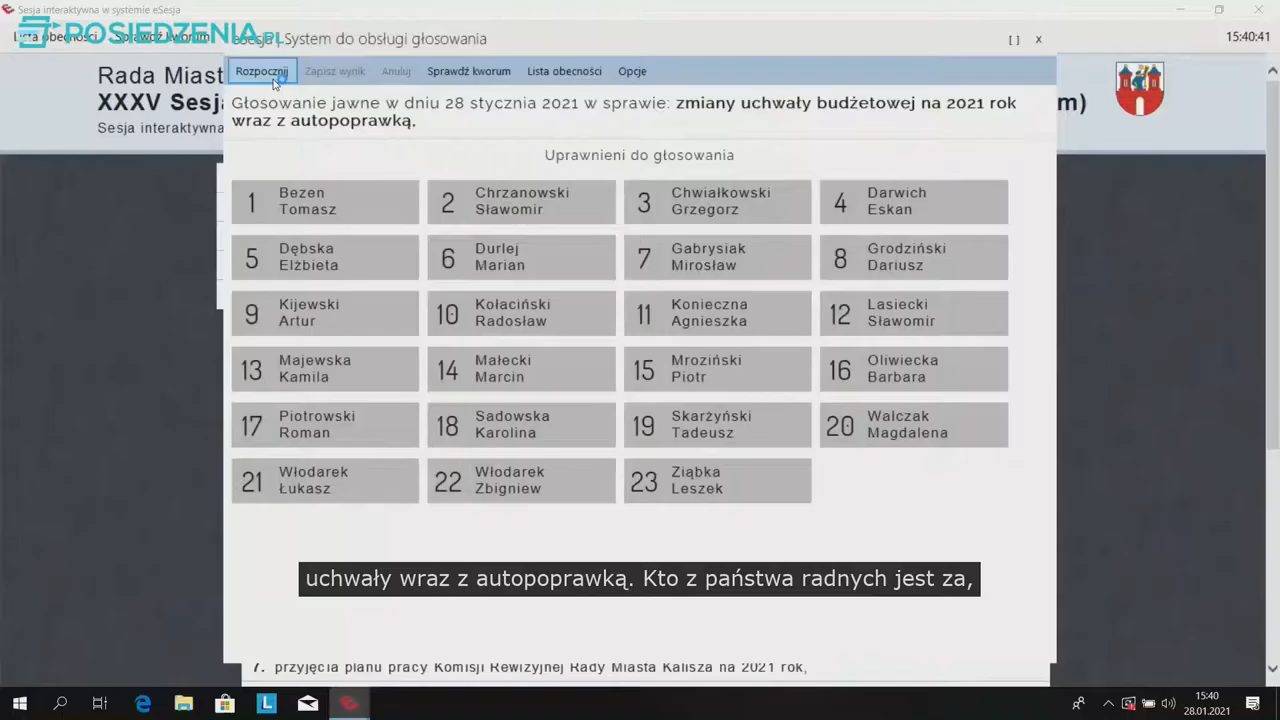 Sesja interaktywna w systemie eSesja
POSIEDZENIA.PL
Lista obecności Sprawdź kworum
eSesja | System do obsługi głosowania
[ ] x
15:40:41
Rada Miast
XXXV Sesj
m)
Sesja interaktywna
Rozpocznij Zapisz wynik Anuluj Sprawdź kworum Lista obecności Opcje
Głosowanie jawne w dniu 28 stycznia 2021 w sprawie: zmiany uchwały budżetowej na 2021 rok
wraz z autopoprawką.
Uprawnieni do głosowania
1 Bezen Tomasz
2 Chrzanowski Sławomir
3 Chwiałkowski Grzegorz
4 Darwich Eskan
5 Dębska Elżbieta
6 Durlej Marian
7 Gabrysiak Mirosław
8 Grodziński Dariusz
9 Kijewski Artur
10 Kołaciński Radosław
11 Konieczna Agnieszka
12 Lasiecki Sławomir
13 Majewska Kamila
14 Małecki Marcin
15 Mroziński Piotr
16 Oliwiecka Barbara
17 Piotrowski Roman
18 Sadowska Karolina
19 Skarżyński Tadeusz
20 Walczak Magdalena
21 Włodarek Łukasz
22 Włodarek Zbigniew
23 Ziąbka Leszek
uchwały wraz z autopoprawką. Kto z państwa radnych jest za,
7. przyjęcia planu pracy Komisji Rewizyjnej Rady Miasta Kalisza na 2021 rok,
15:40
28.01.2021